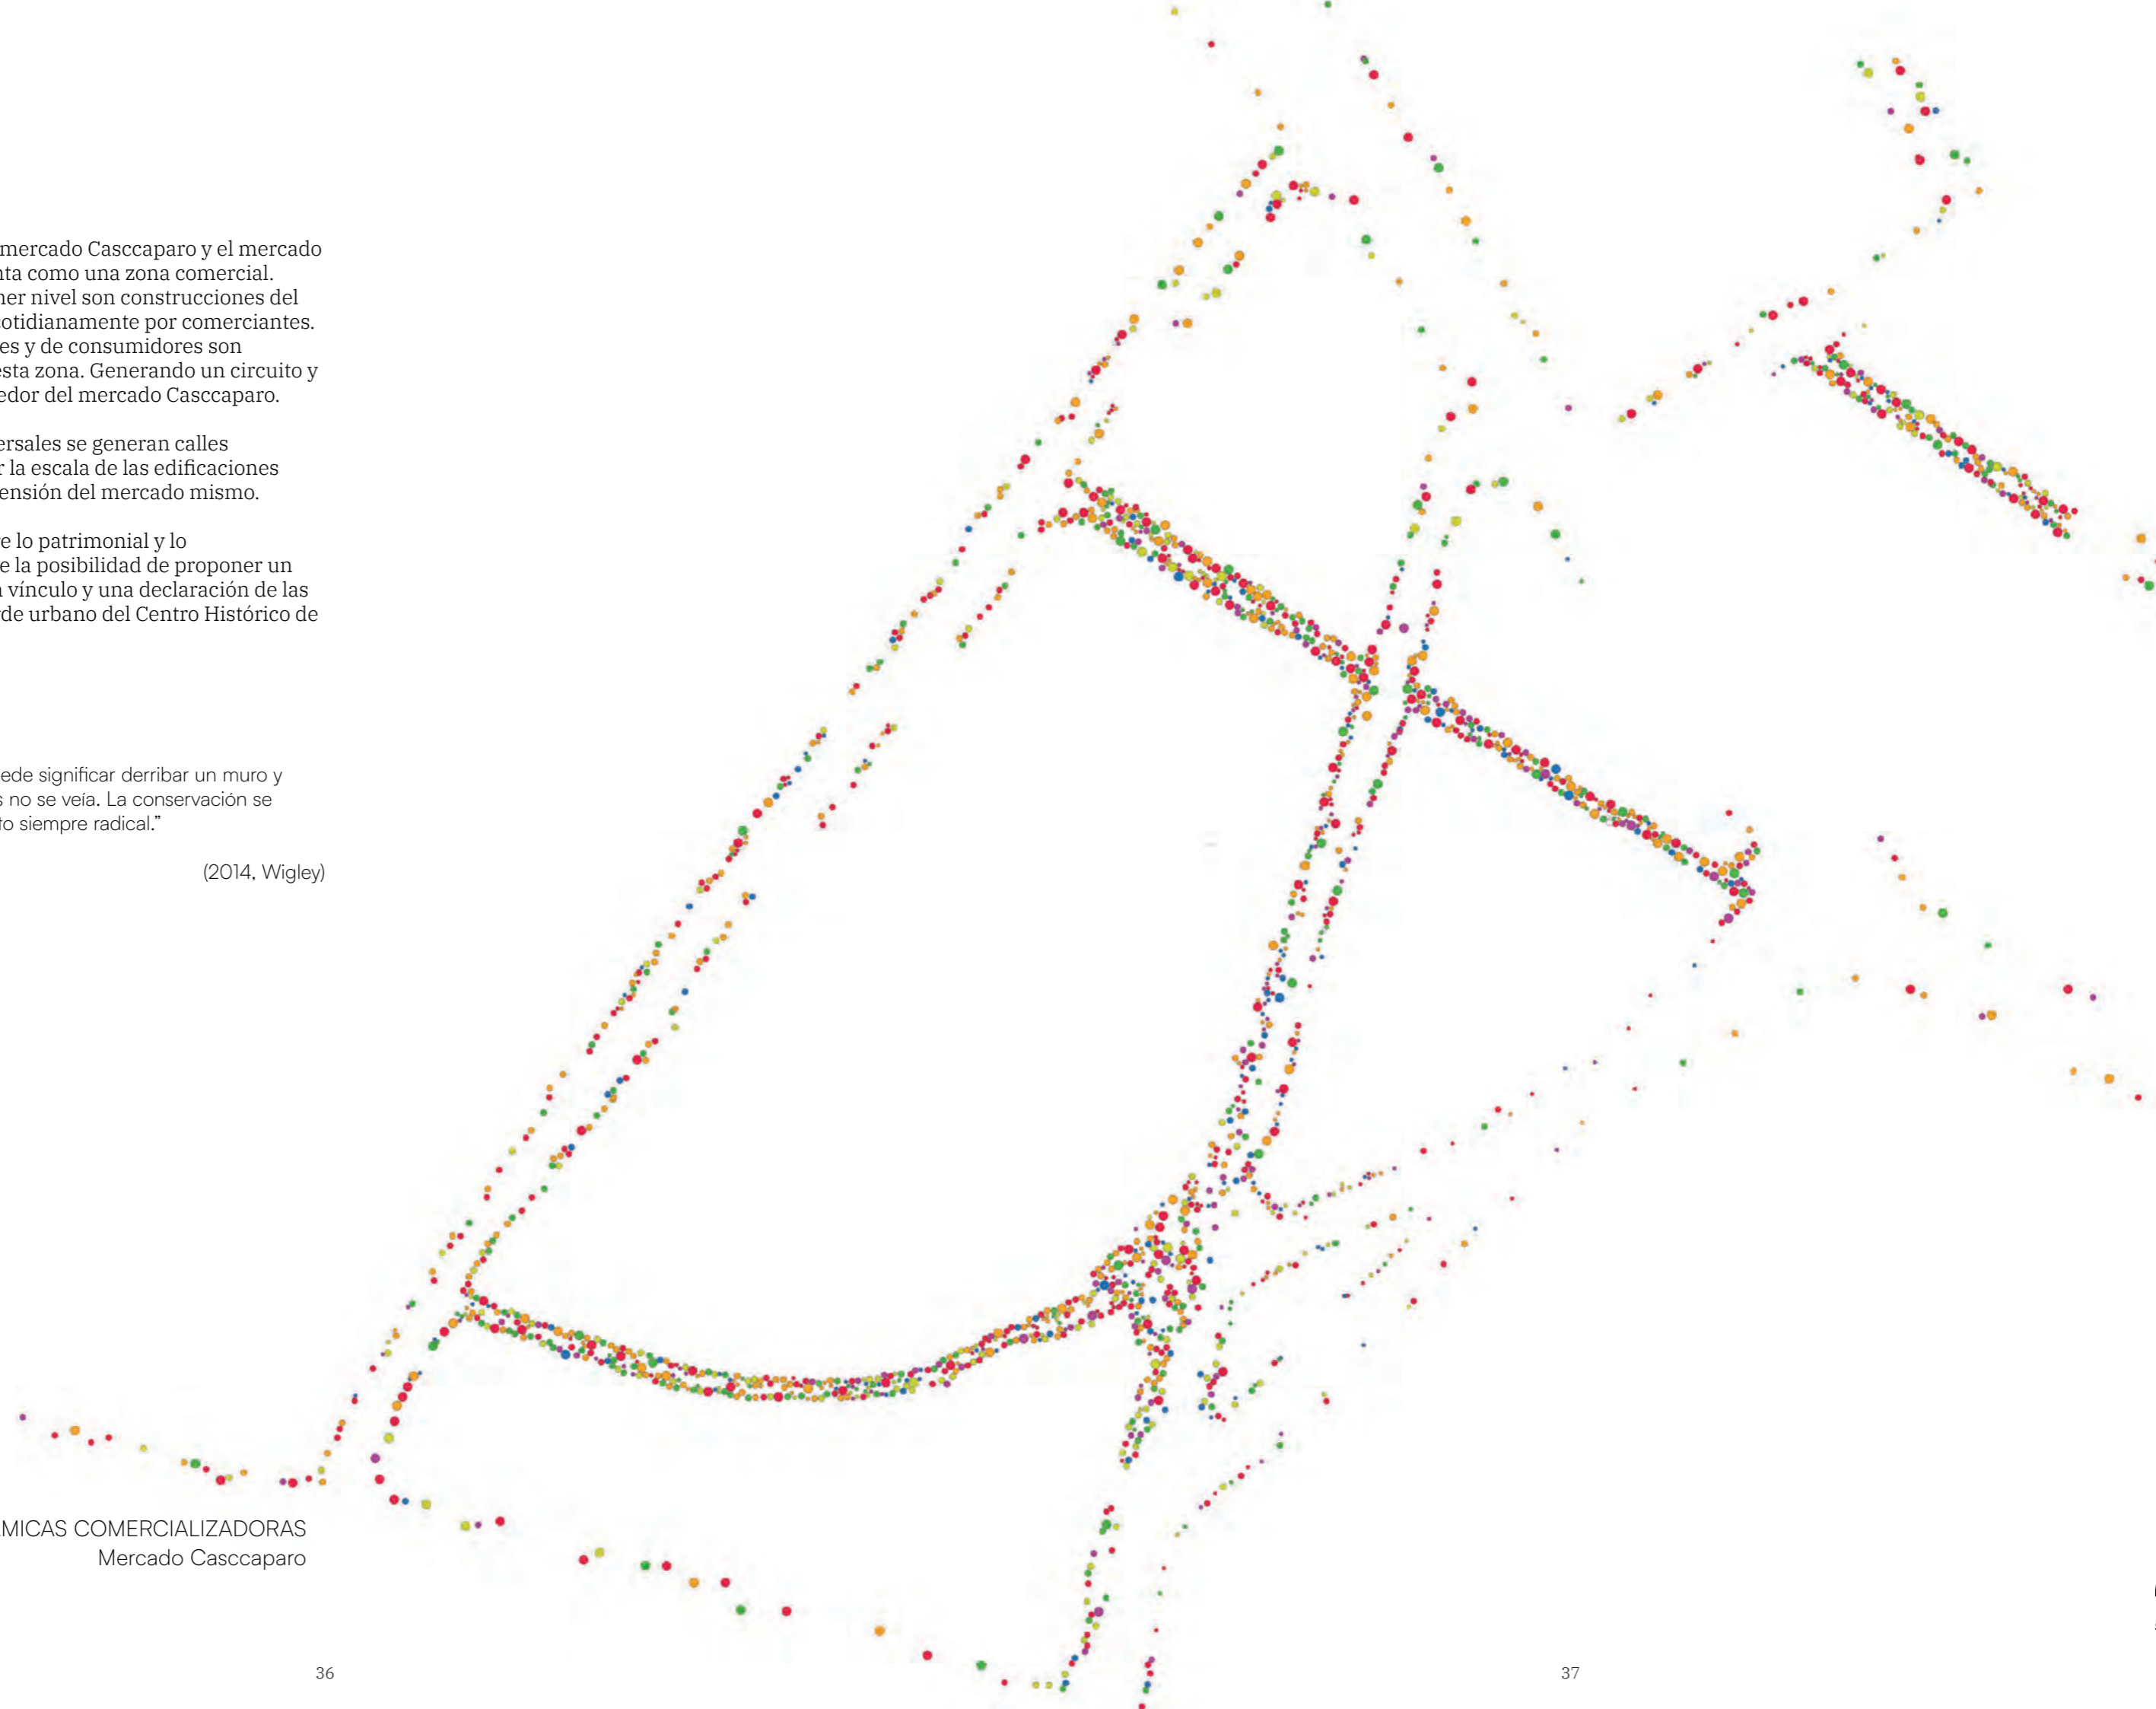 mercado Casccaparo y el mercado
nta como una zona comercial.
ner nivel son construcciones del
cotidianamente por comerciantes.
es y de consumidores son
esta zona. Generando un circuito y
edor del mercado Casccaparo.
ersales se generan calles
r la escala de las edificaciones
ensión del mercado mismo.
e lo patrimonial y lo
e la posibilidad de proponer un
n vínculo y una declaración de las
rde urbano del Centro Histórico de
ede significar derribar un muro y
s no se veía. La conservación se
to siempre radical.”
(2014, Wigley)
MICAS COMERCIALIZADORAS
Mercado Casccaparo
36
37